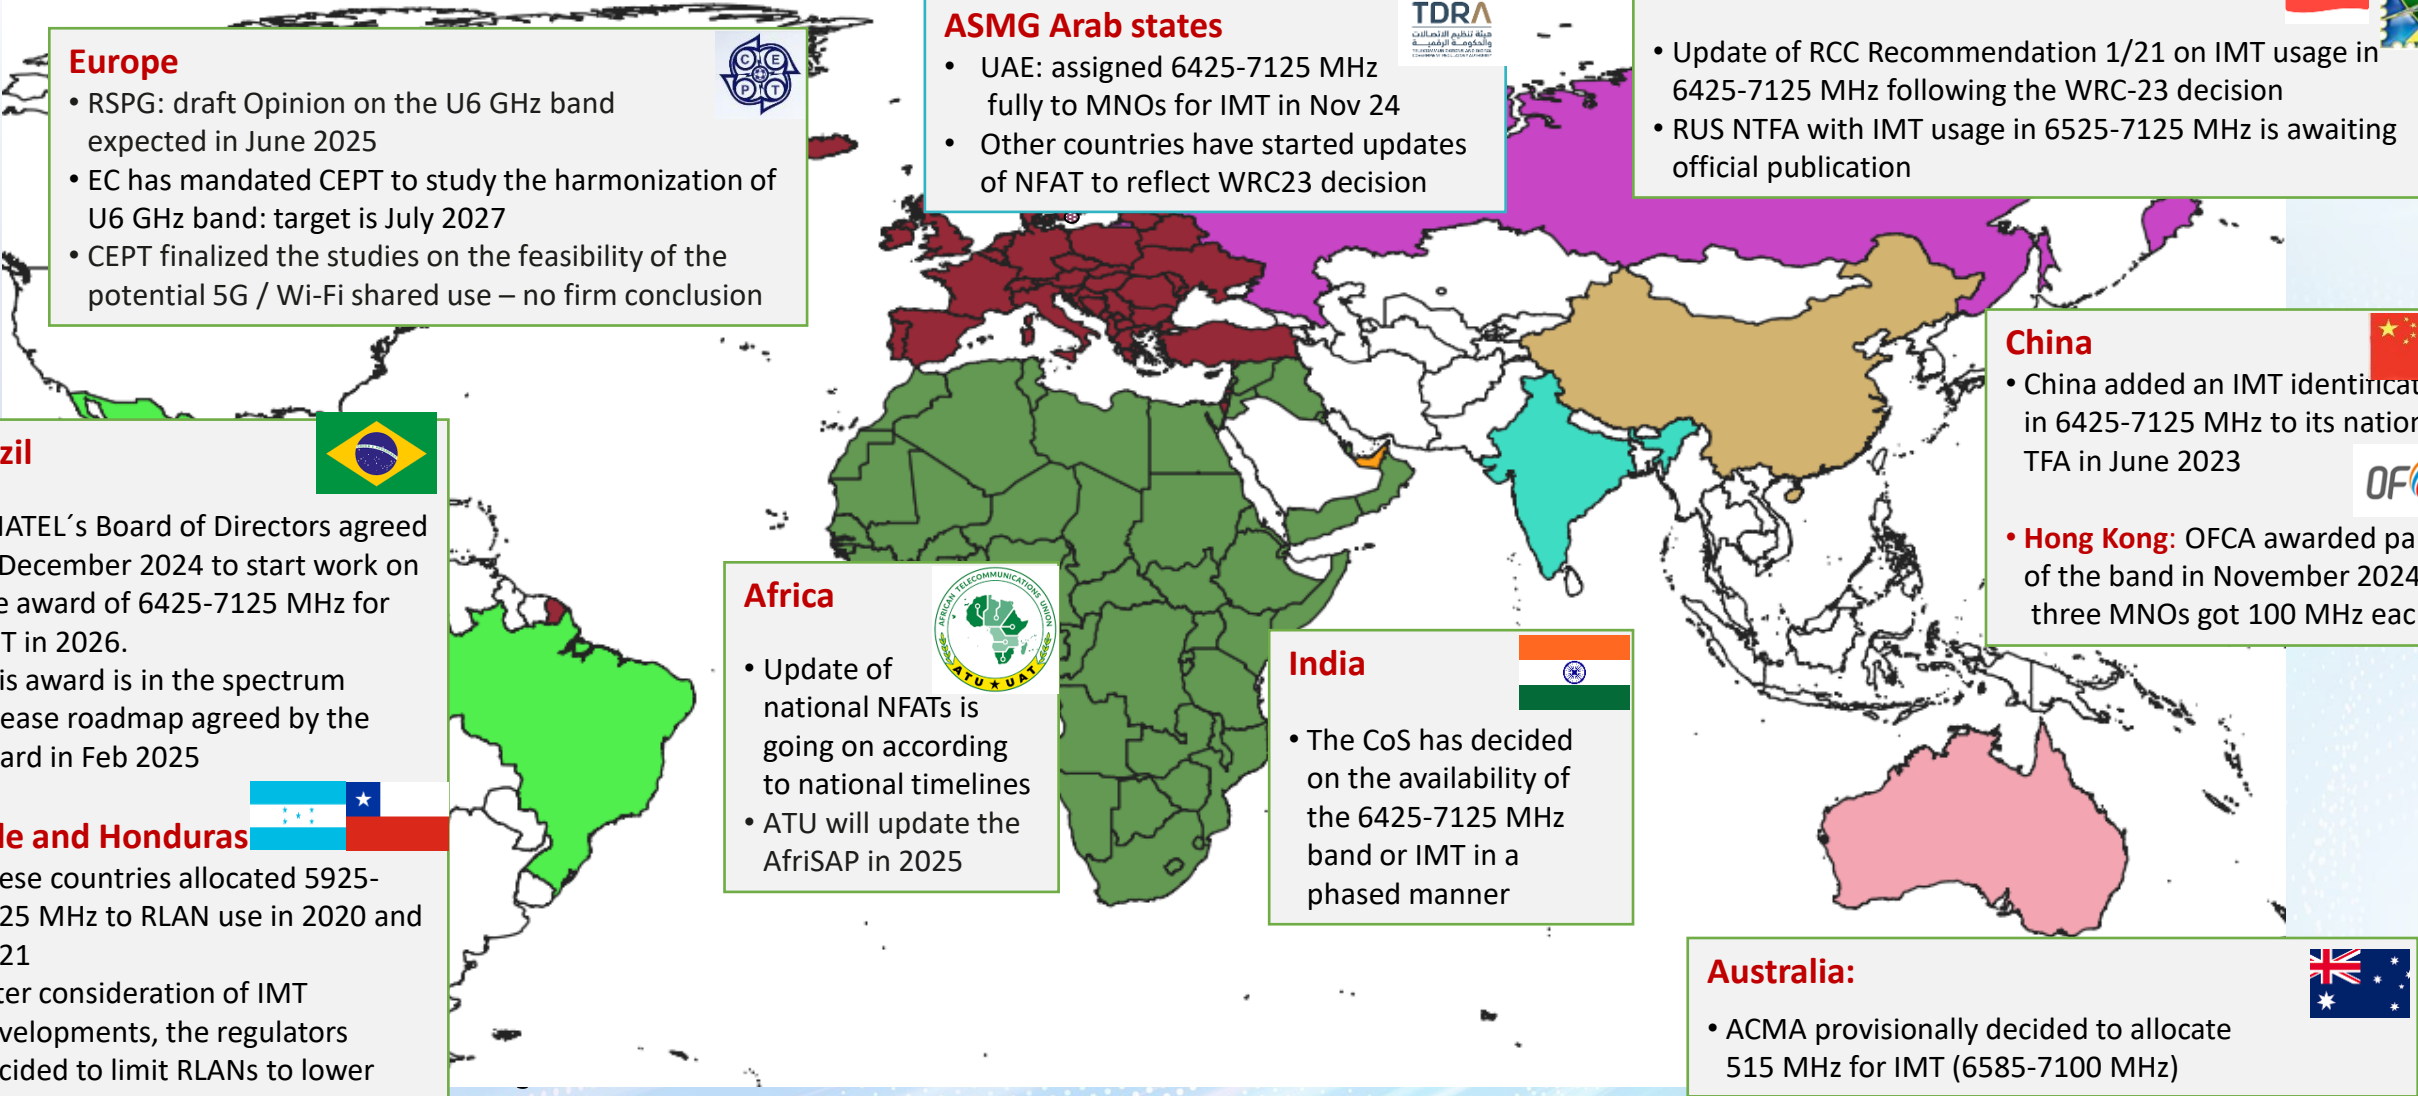 Europe
• RSPG: draft Opinion on the U6 GHz band
expected in June 2025
• EC has mandated CEPT to study the harmonization of
U6 GHz band: target is July 2027
• CEPT finalized the studies on the feasibility of the
potential 5G / Wi-Fi shared use – no firm conclusion
C E P T
ASMG Arab states
• UAE: assigned 6425-7125 MHz
fully to MNOs for IMT in Nov 24
• Other countries have started updates
of NFAT to reflect WRC23 decision
TDRA
هيئة تنظيم الاتصالات
والحكومة الرقمية
• Update of RCC Recommendation 1/21 on IMT usage in
6425-7125 MHz following the WRC-23 decision
• RUS NTFA with IMT usage in 6525-7125 MHz is awaiting
official publication
China
• China added an IMT identificat
in 6425-7125 MHz to its nation
TFA in June 2023
OF
• Hong Kong: OFCA awarded pa
of the band in November 2024
three MNOs got 100 MHz eac
zil
NATEL´s Board of Directors agreed
December 2024 to start work on
e award of 6425-7125 MHz for
T in 2026.
is award is in the spectrum
ease roadmap agreed by the
ard in Feb 2025
le and Honduras
ese countries allocated 5925-
25 MHz to RLAN use in 2020 and
21
ter consideration of IMT
velopments, the regulators
cided to limit RLANs to lower
Africa
AFRICAN TELECOMMUNICATIONS UNION
ATU ★ UAT
• Update of
national NFATs is
going on according
to national timelines
• ATU will update the
AfriSAP in 2025
India
• The CoS has decided
on the availability of
the 6425-7125 MHz
band or IMT in a
phased manner
Australia:
• ACMA provisionally decided to allocate
515 MHz for IMT (6585-7100 MHz)